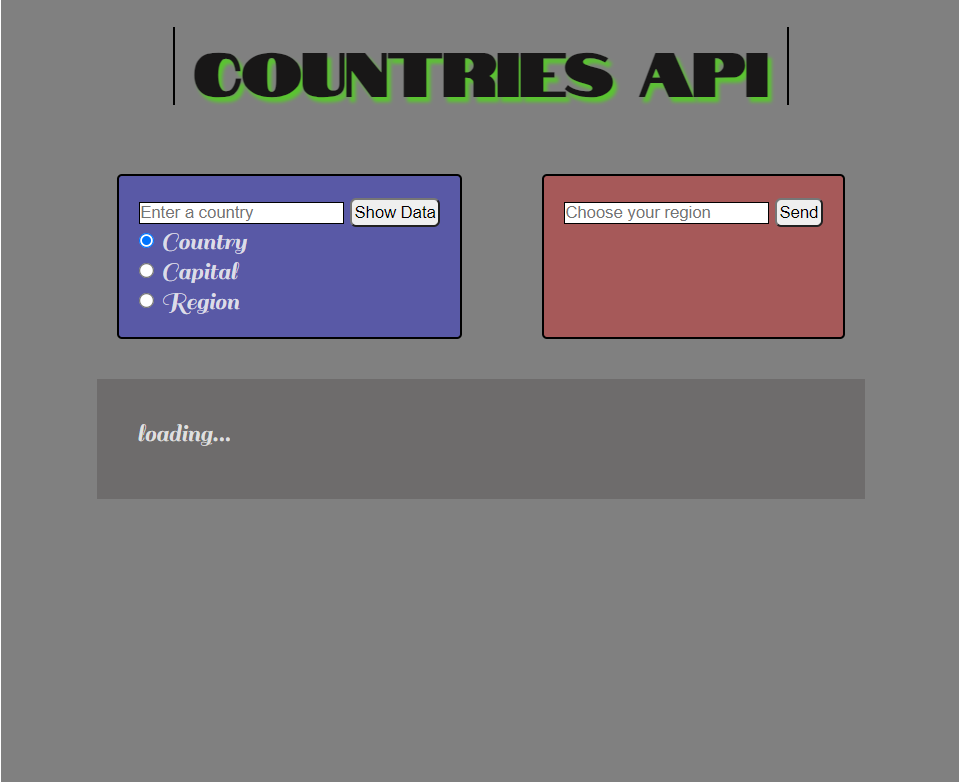 COUNTRIES API
Enter a country Show Data
Country
Capital
Region
Choose your region Send
loading...